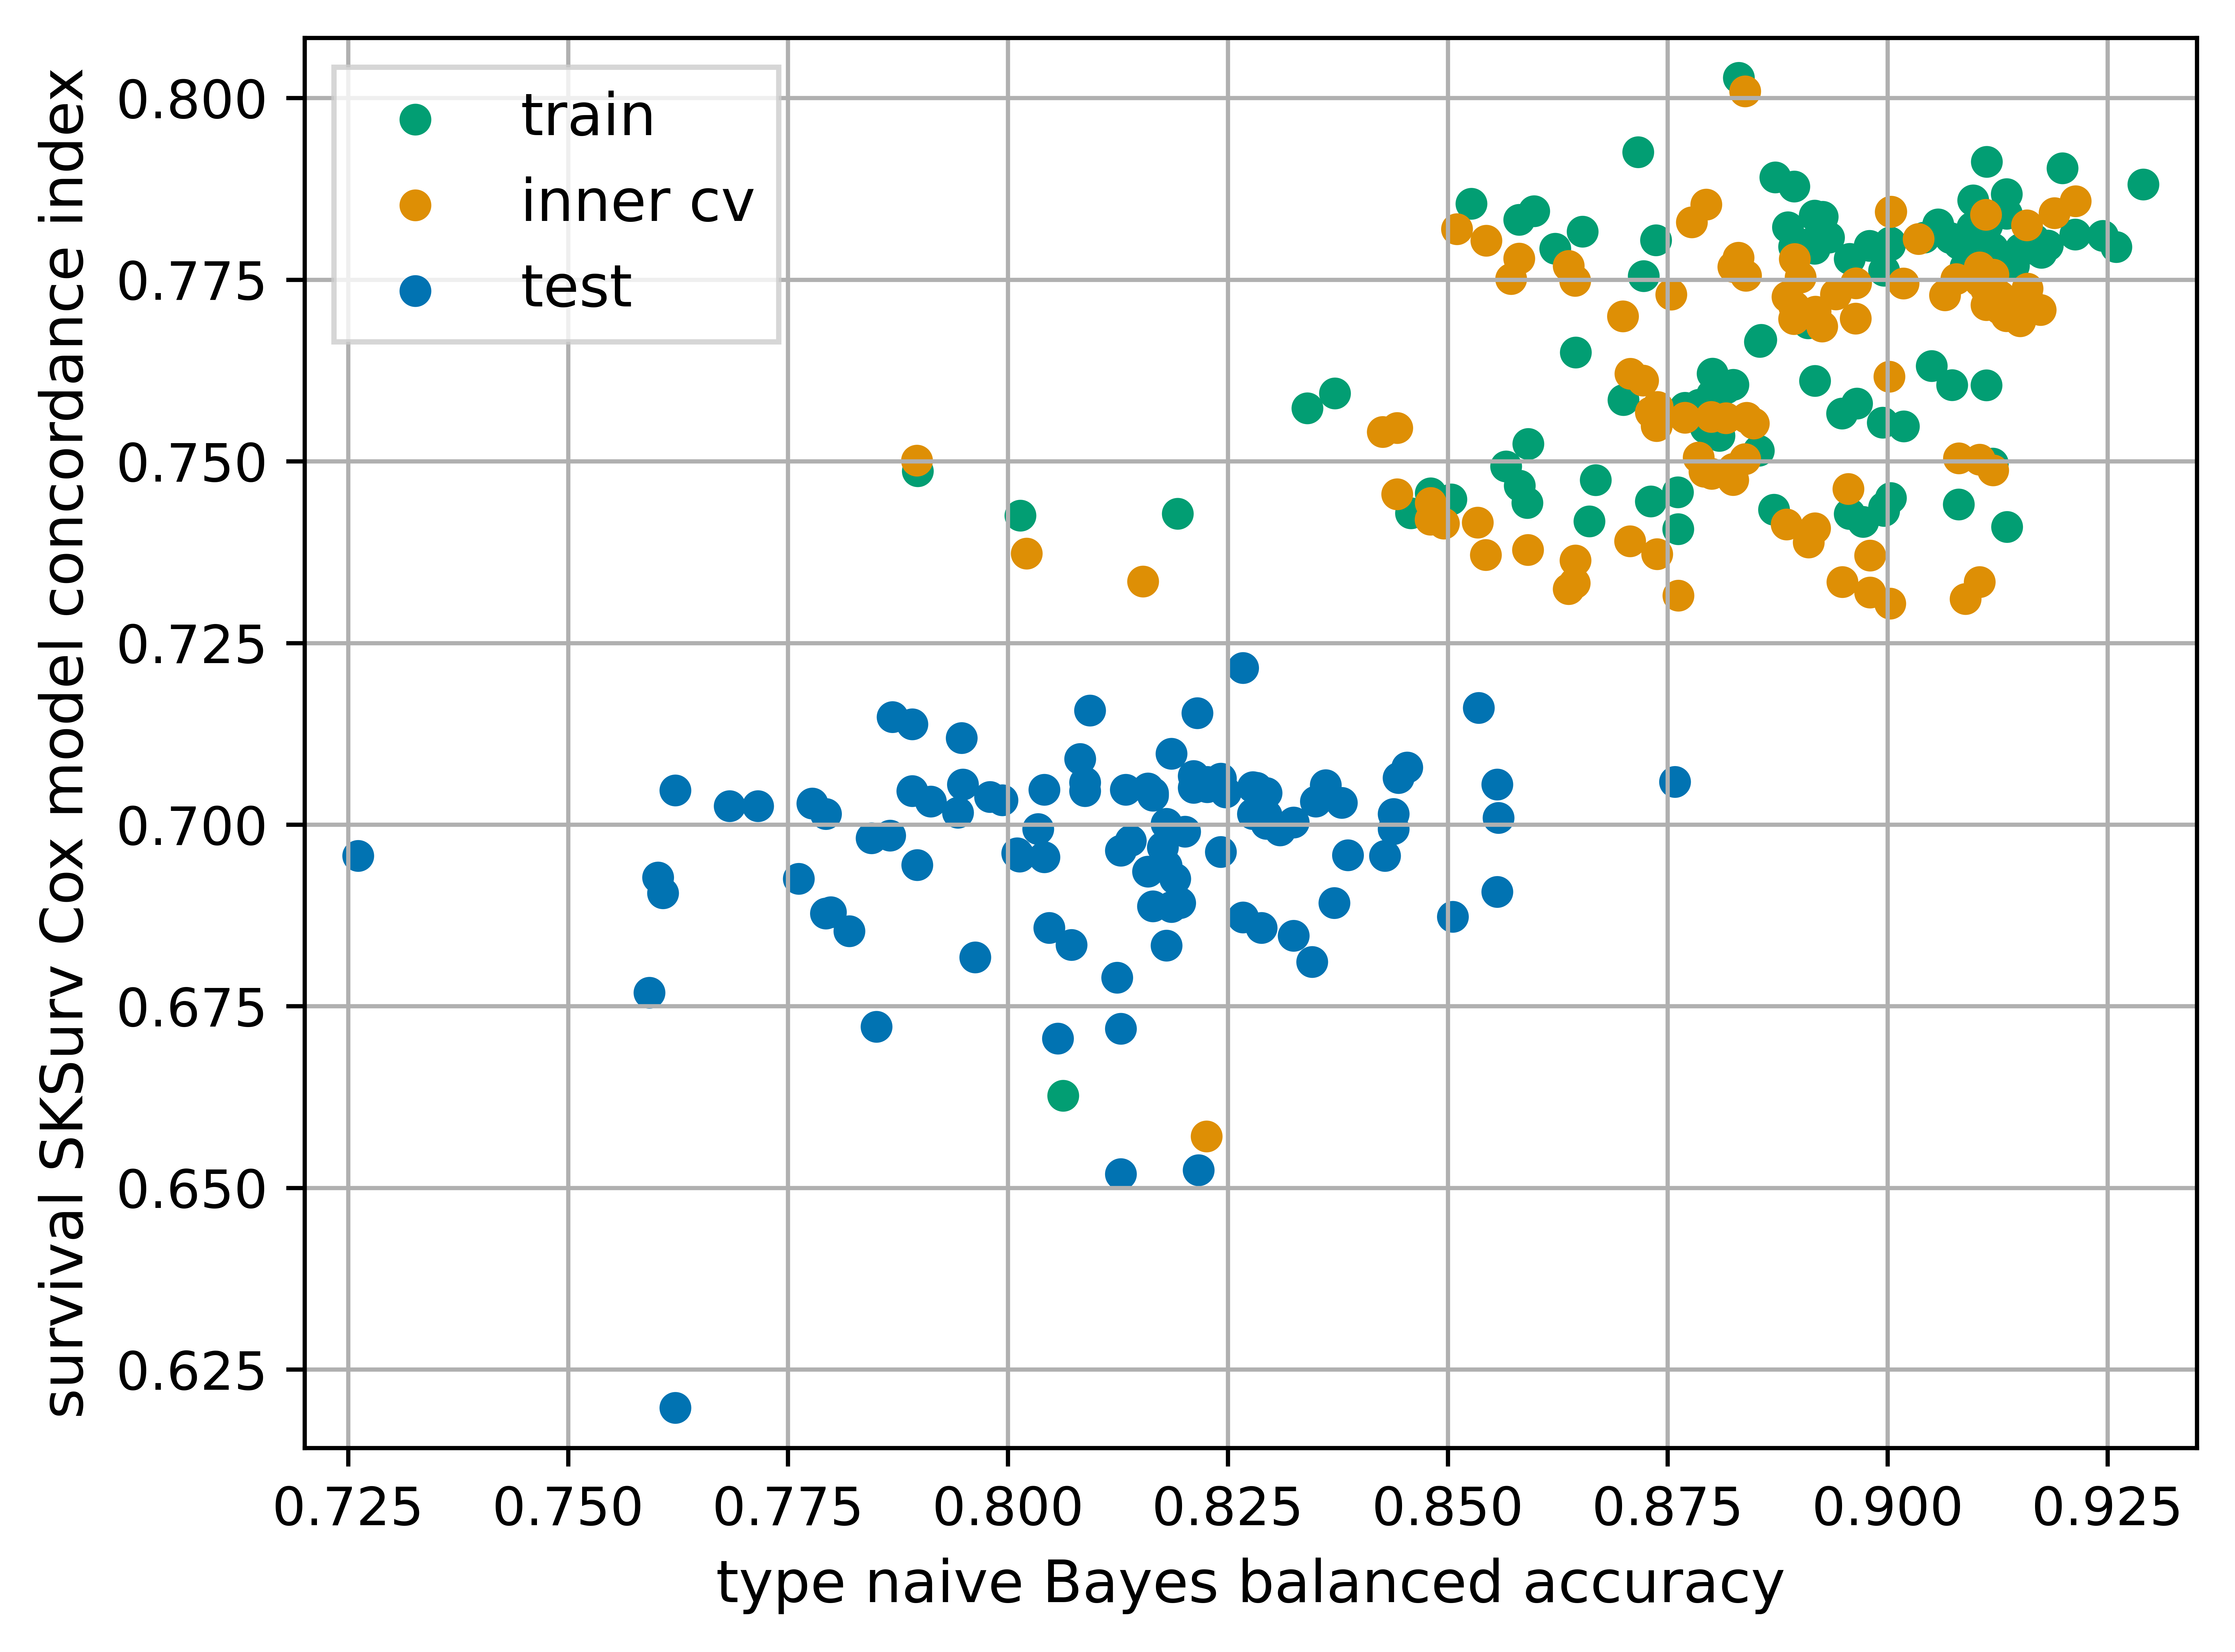 train
inner cv
test
0.800
0.775
0.750
0.725
0.700
0.675
0.650
0.625
survival SKSurv Cox model concordance index
0.725 0.750 0.775 0.800 0.825 0.850 0.875 0.900 0.925
type naive Bayes balanced accuracy